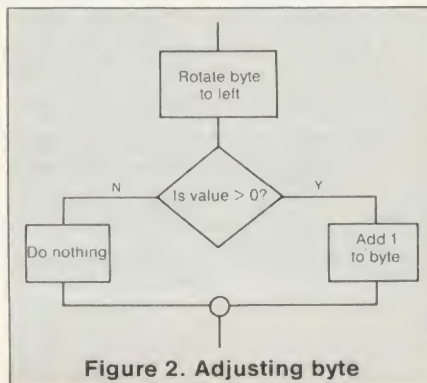 Rotate byte
to left
N
Is value > 0?
Y
Do nothing
Add 1
to byte
Figure 2. Adjusting byte